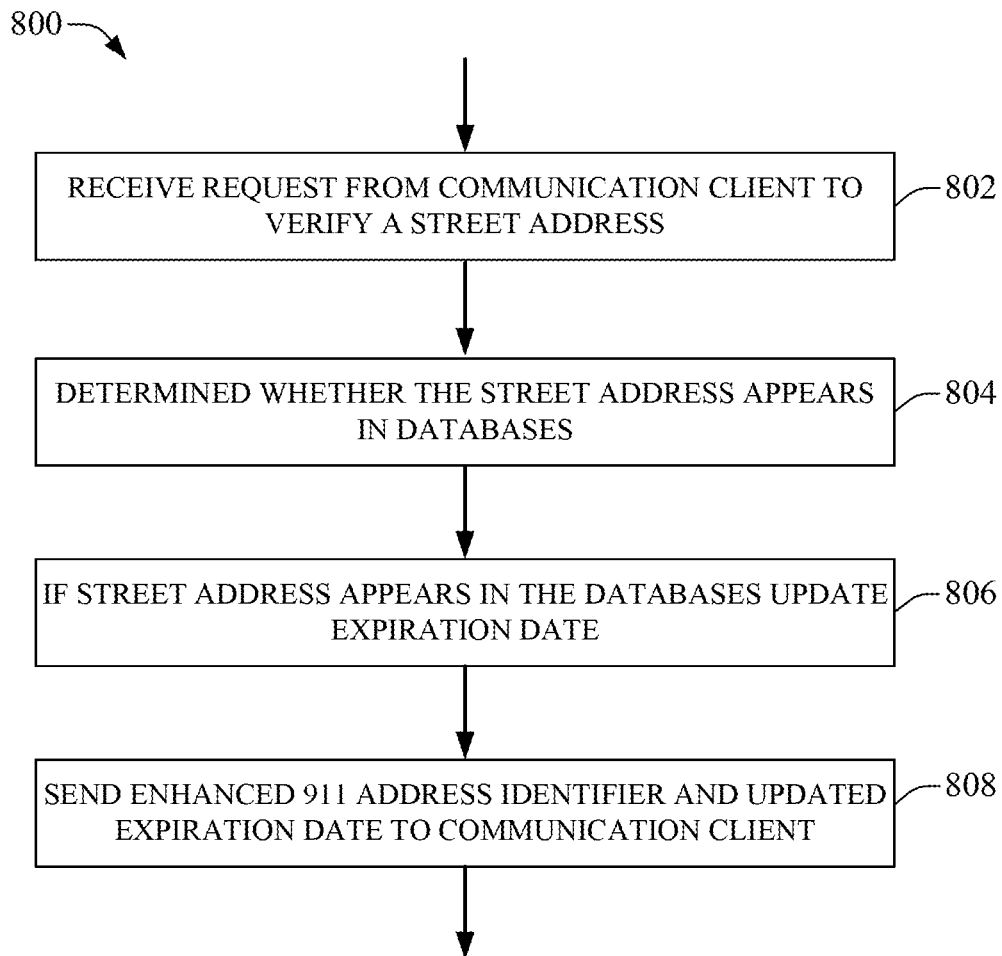 800
RECEIVE REQUEST FROM COMMUNICATION CLIENT TO
VERIFY A STREET ADDRESS
802
DETERMINED WHETHER THE STREET ADDRESS APPEARS
IN DATABASES
804
IF STREET ADDRESS APPEARS IN THE DATABASES UPDATE
EXPIRATION DATE
806
SEND ENHANCED 911 ADDRESS IDENTIFIER AND UPDATED
EXPIRATION DATE TO COMMUNICATION CLIENT
808